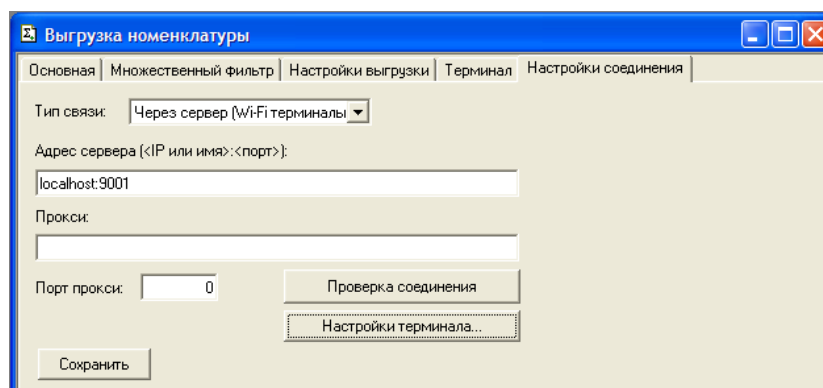 Выгрузка номенклатуры
Основная Множественный фильтр Настройки выгрузки Терминал Настройки соединения
Тип связи: Через сервер (Wi-Fi терминалы
Адрес сервера (<IP или имя>:<порт>):
localhost:9001
Прокси:
Порт прокси: 0 Проверка соединения
Настройки терминала...
Сохранить